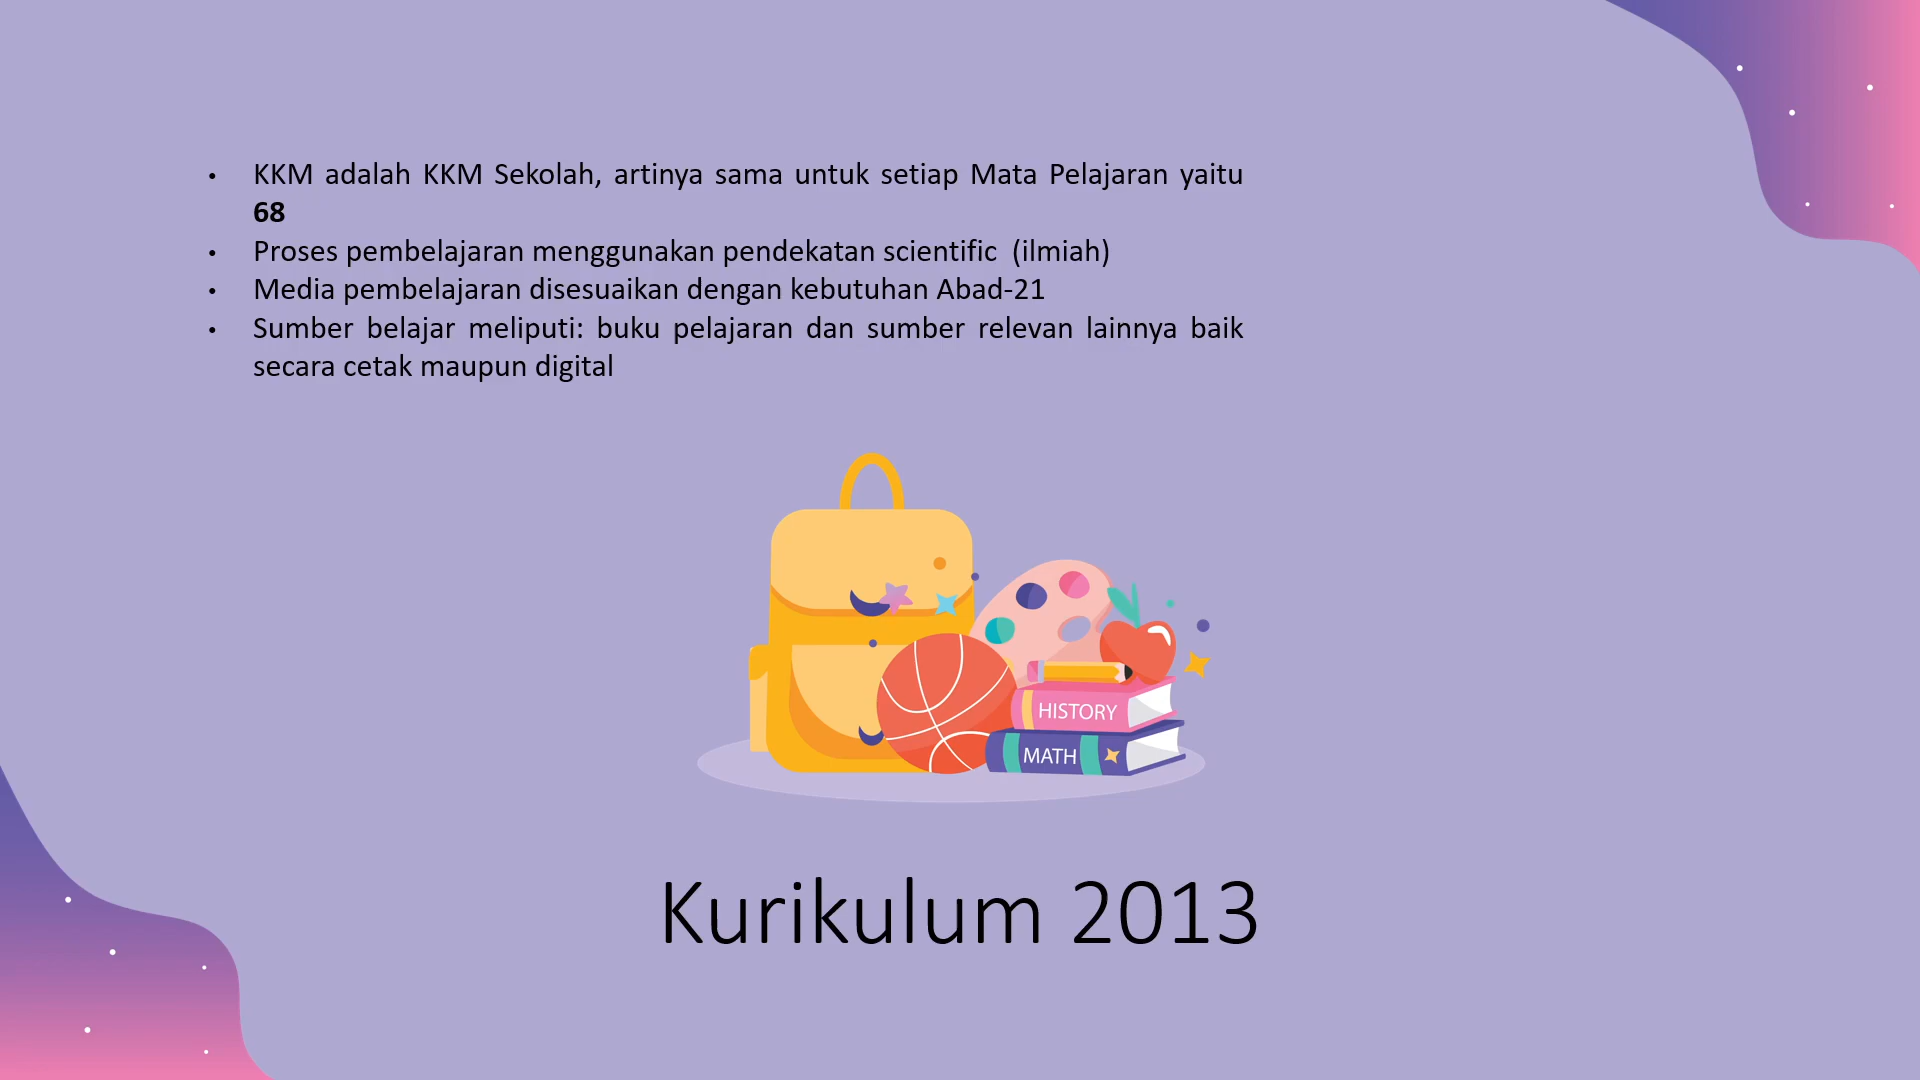 • KKM adalah KKM Sekolah, artinya sama untuk setiap Mata Pelajaran yaitu
68
• Proses pembelajaran menggunakan pendekatan scientific  (ilmiah)
• Media pembelajaran disesuaikan dengan kebutuhan Abad-21
• Sumber belajar meliputi: buku pelajaran dan sumber relevan lainnya baik
secara cetak maupun digital
HISTORY
MATH
Kurikulum 2013